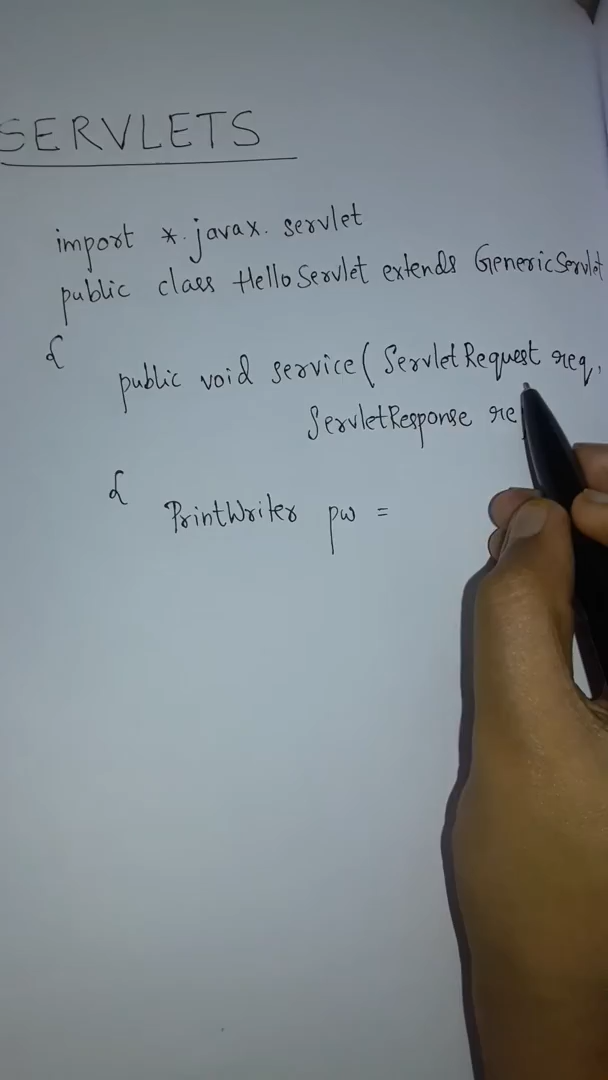 SERVLETS
import *.javax.servlet
public class HelloServlet extends GenericServlet
{
public void service( ServletRequest req,
ServletResponse re
{
PrintWriter pw =